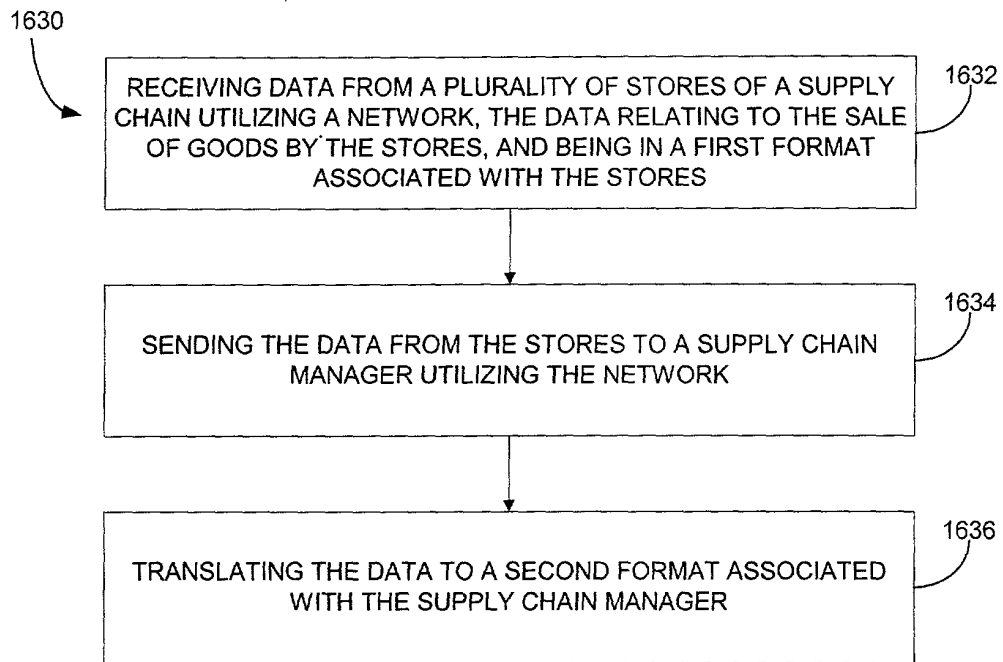 1630
RECEIVING DATA FROM A PLURALITY OF STORES OF A SUPPLY
CHAIN UTILIZING A NETWORK, THE DATA RELATING TO THE SALE
OF GOODS BY THE STORES, AND BEING IN A FIRST FORMAT
ASSOCIATED WITH THE STORES
1632
SENDING THE DATA FROM THE STORES TO A SUPPLY CHAIN
MANAGER UTILIZING THE NETWORK
1634
TRANSLATING THE DATA TO A SECOND FORMAT ASSOCIATED
WITH THE SUPPLY CHAIN MANAGER
1636